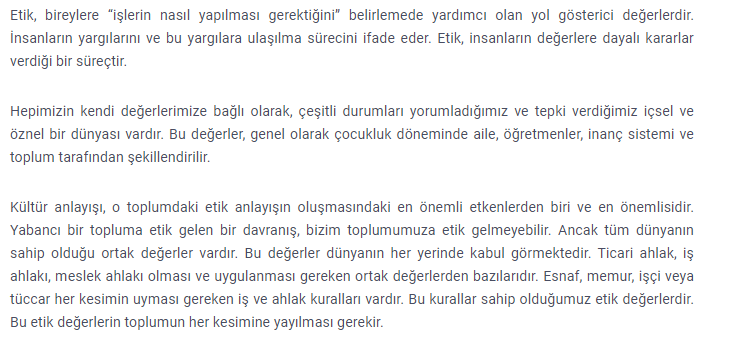 Etik, bireylere “işlerin nasıl yapılması gerektiğini” belirlemede yardımcı olan yol gösterici değerlerdir.
İnsanların yargılarını ve bu yargılara ulaşılma sürecini ifade eder. Etik, insanların değerlere dayalı kararlar
verdiği bir süreçtir.
Hepimizin kendi değerlerimize bağlı olarak, çeşitli durumları yorumladığımız ve tepki verdiğimiz içsel ve
öznel bir dünyası vardır. Bu değerler, genel olarak çocukluk döneminde aile, öğretmenler, inanç sistemi ve
toplum tarafından şekillendirilir.
Kültür anlayışı, o toplumdaki etik anlayışın oluşmasındaki en önemli etkenlerden biri ve en önemlisidir.
Yabancı bir topluma etik gelen bir davranış, bizim toplumumuza etik gelmeyebilir. Ancak tüm dünyanın
sahip olduğu ortak değerler vardır. Bu değerler dünyanın her yerinde kabul görmektedir. Ticari ahlak, iş
ahlakı, meslek ahlakı olması ve uygulanması gereken ortak değerlerden bazılarıdır. Esnaf, memur, işçi veya
tüccar her kesimin uyması gereken iş ve ahlak kuralları vardır. Bu kurallar sahip olduğumuz etik değerlerdir.
Bu etik değerlerin toplumun her kesimine yayılması gerekir.